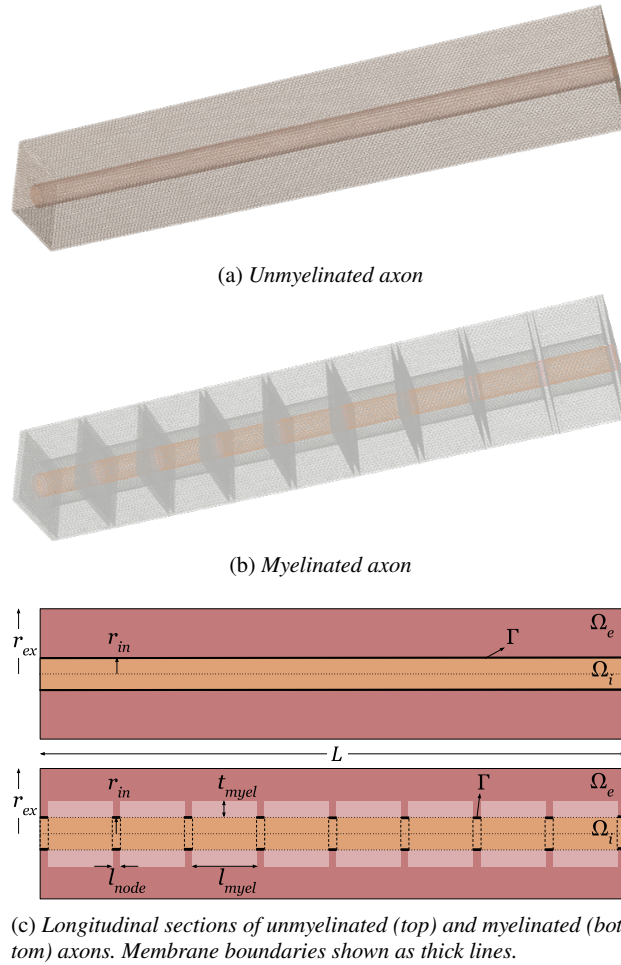 (a) Unmyelinated axon
(b) Myelinated axon
r_ex
r_in
Γ
Ω_e
Ω_i
L
r_ex
r_in
t_myel
Γ
Ω_e
Ω_i
l_node
l_myel
(c) Longitudinal sections of unmyelinated (top) and myelinated (bot-
tom) axons. Membrane boundaries shown as thick lines.